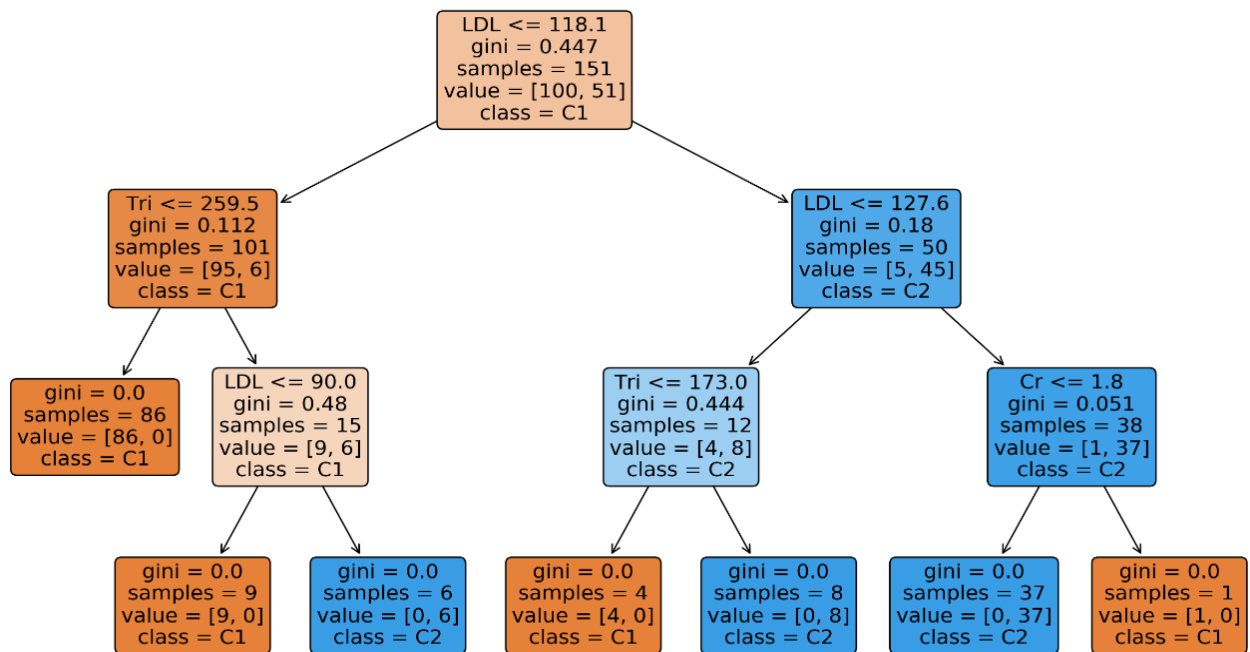 LDL <= 118.1
gini = 0.447
samples = 151
value = [100, 51]
class = C1
Tri <= 259.5
gini = 0.112
samples = 101
value = [95, 6]
class = C1
LDL <= 127.6
gini = 0.18
samples = 50
value = [5, 45]
class = C2
gini = 0.0
samples = 86
value = [86, 0]
class = C1
LDL <= 90.0
gini = 0.48
samples = 15
value = [9, 6]
class = C1
Tri <= 173.0
gini = 0.444
samples = 12
value = [4, 8]
class = C2
Cr <= 1.8
gini = 0.051
samples = 38
value = [1, 37]
class = C2
gini = 0.0
samples = 9
value = [9, 0]
class = C1
gini = 0.0
samples = 6
value = [0, 6]
class = C2
gini = 0.0
samples = 4
value = [4, 0]
class = C1
gini = 0.0
samples = 8
value = [0, 8]
class = C2
gini = 0.0
samples = 37
value = [0, 37]
class = C2
gini = 0.0
samples = 1
value = [1, 0]
class = C1